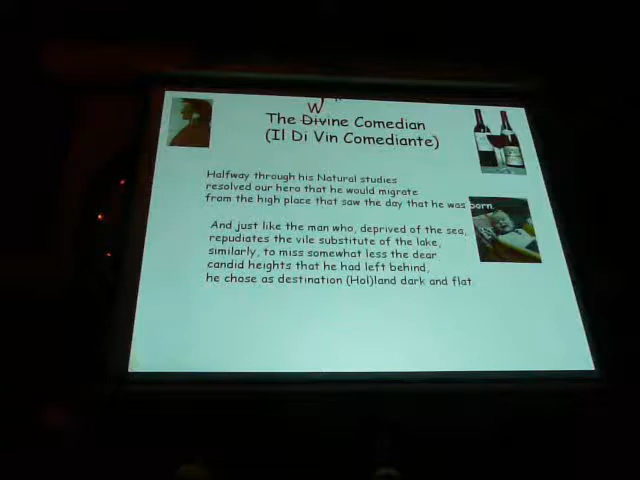 W
The Divine Comedian
(Il Di Vin Comediante)
Halfway through his Natural studies
resolved our hero that he would migrate
from the high place that saw the day that he was born.
And just like the man who, deprived of the sea,
repudiates the vile substitute of the lake,
similarly, to miss somewhat less the dear
candid heights that he had left behind,
he chose as destination (Hol)land dark and flat